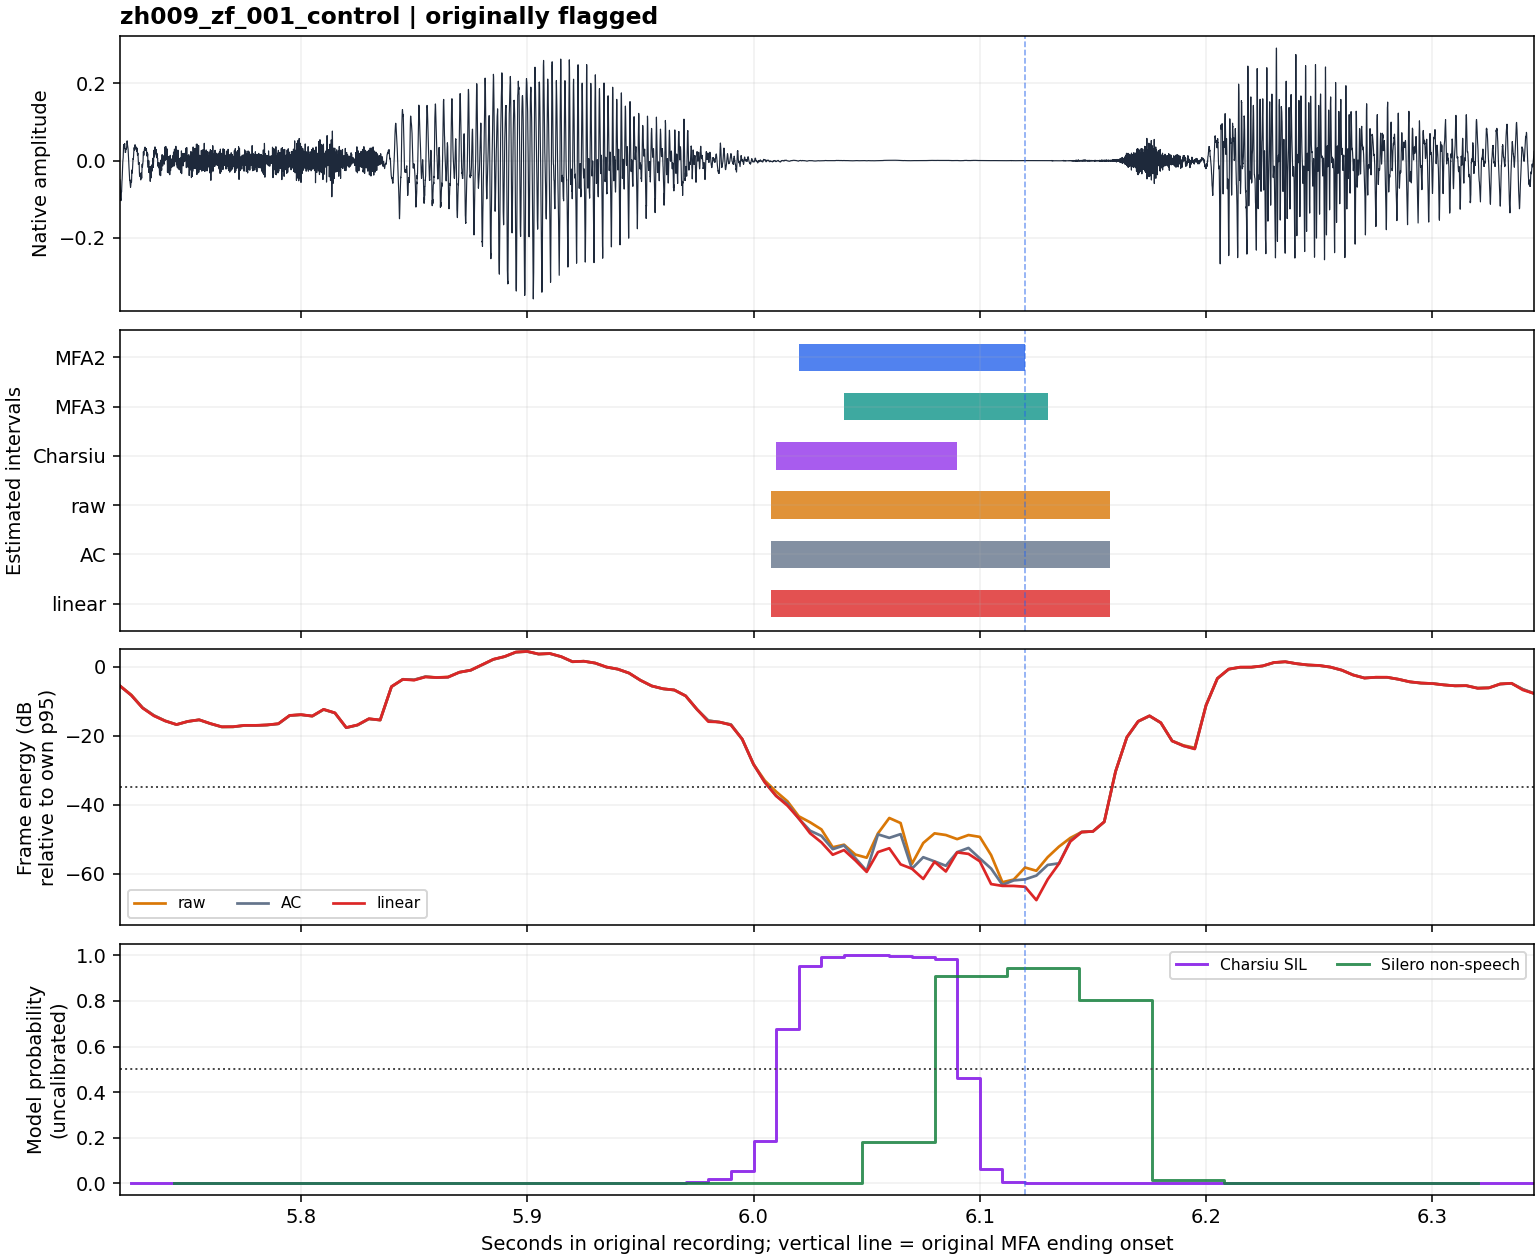 zh009_zf_001_control | originally flagged
Native amplitude
0.2
0.0
−0.2
Estimated intervals
MFA2
MFA3
Charsiu
raw
AC
linear
Frame energy (dB
relative to own p95)
0
−20
−40
−60
raw AC linear
Model probability
(uncalibrated)
1.0
0.8
0.6
0.4
0.2
0.0
Charsiu SIL Silero non-speech
5.8 5.9 6.0 6.1 6.2 6.3
Seconds in original recording; vertical line = original MFA ending onset